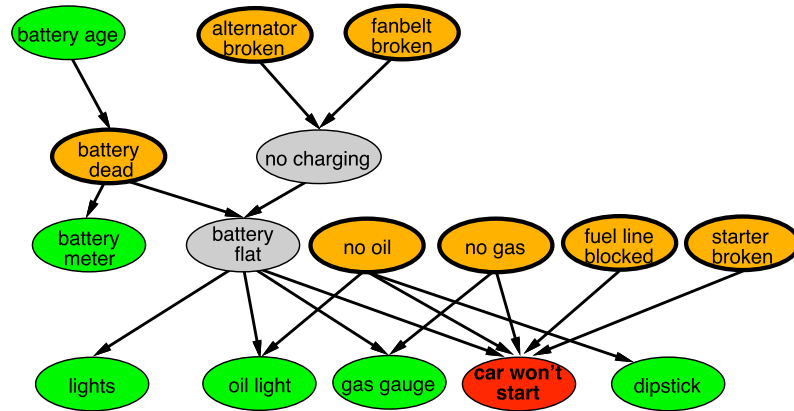 battery age
alternator
broken
fanbelt
broken
battery
dead
no charging
battery
meter
battery
flat
no oil
no gas
fuel line
blocked
starter
broken
lights
oil light
gas gauge
car won't
start
dipstick